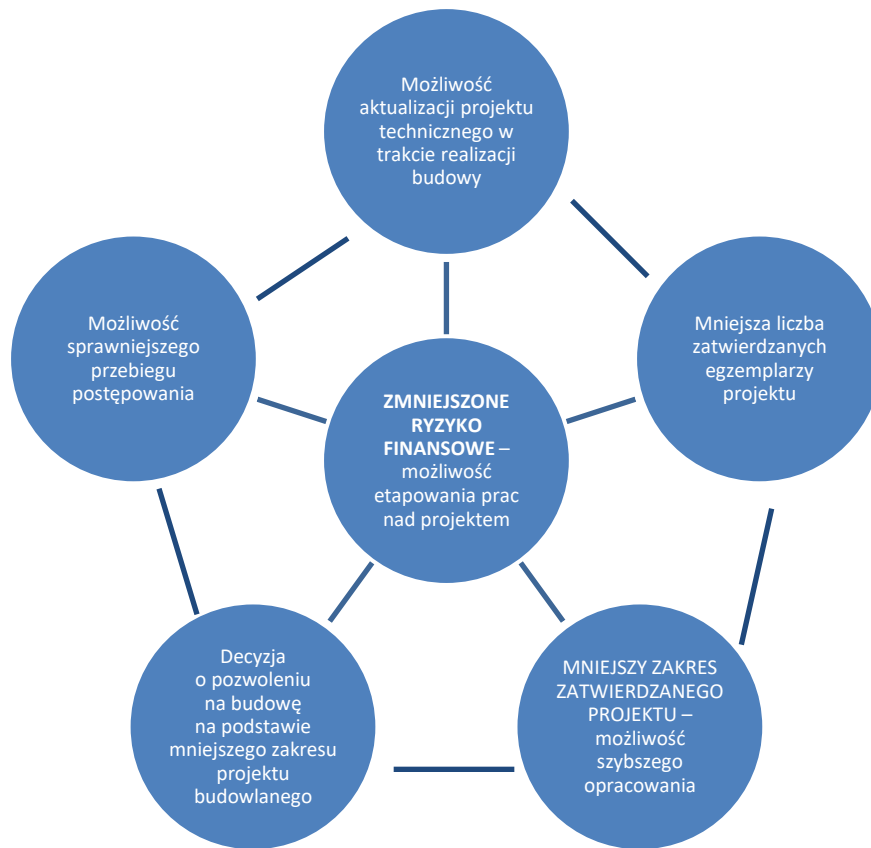 Możliwość
aktualizacji projektu
technicznego w
trakcie realizacji
budowy
Możliwość
sprawniejszego
przebiegu
postępowania
Mniejsza liczba
zatwierdzanych
egzemplarzy
projektu
ZMNIEJSZONE
RYZYKO
FINANSOWE –
możliwość
etapowania prac
nad projektem
Decyzja
o pozwoleniu
na budowę
na podstawie
mniejszego zakresu
projektu
budowlanego
MNIEJSZY ZAKRES
ZATWIERDZANEGO
PROJEKTU –
możliwość
szybszego
opracowania